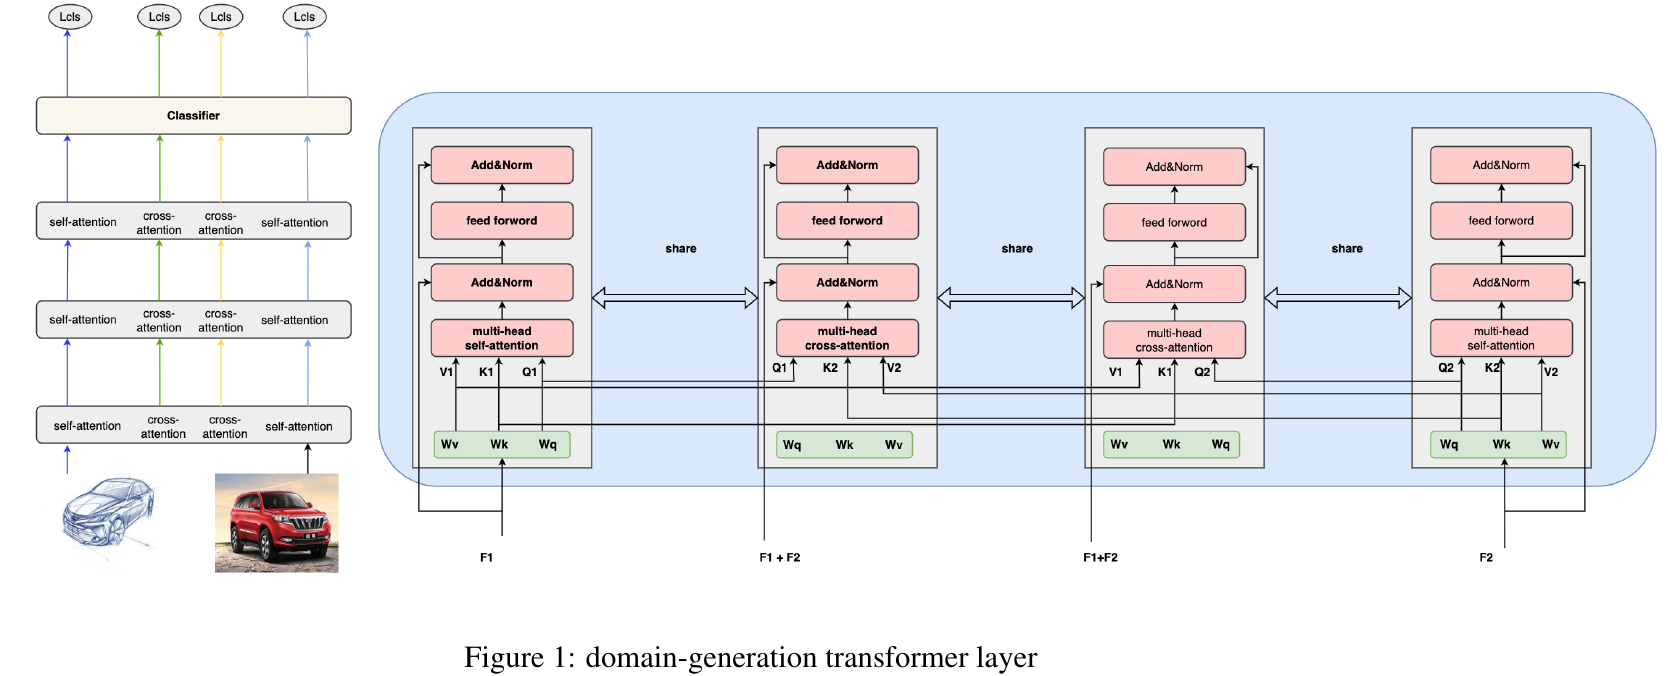 Lcls Lcls Lcls Lcls
Classifier
self-attention cross-attention cross-attention self-attention
self-attention cross-attention cross-attention self-attention
self-attention cross-attention cross-attention self-attention
Add&Norm
feed forword
Add&Norm
multi-head
self-attention
V1 K1 Q1
Wv Wk Wq
F1
share
Add&Norm
feed forword
Add&Norm
multi-head
cross-attention
Q1 K2 V2
Wq Wk Wv
F1 + F2
share
Add&Norm
feed forword
Add&Norm
multi-head
cross-attention
V1 K1 Q2
Wv Wk Wq
F1+F2
share
Add&Norm
feed forword
Add&Norm
multi-head
self-attention
Q2 K2 V2
Wq Wk Wv
F2
Figure 1: domain-generation transformer layer